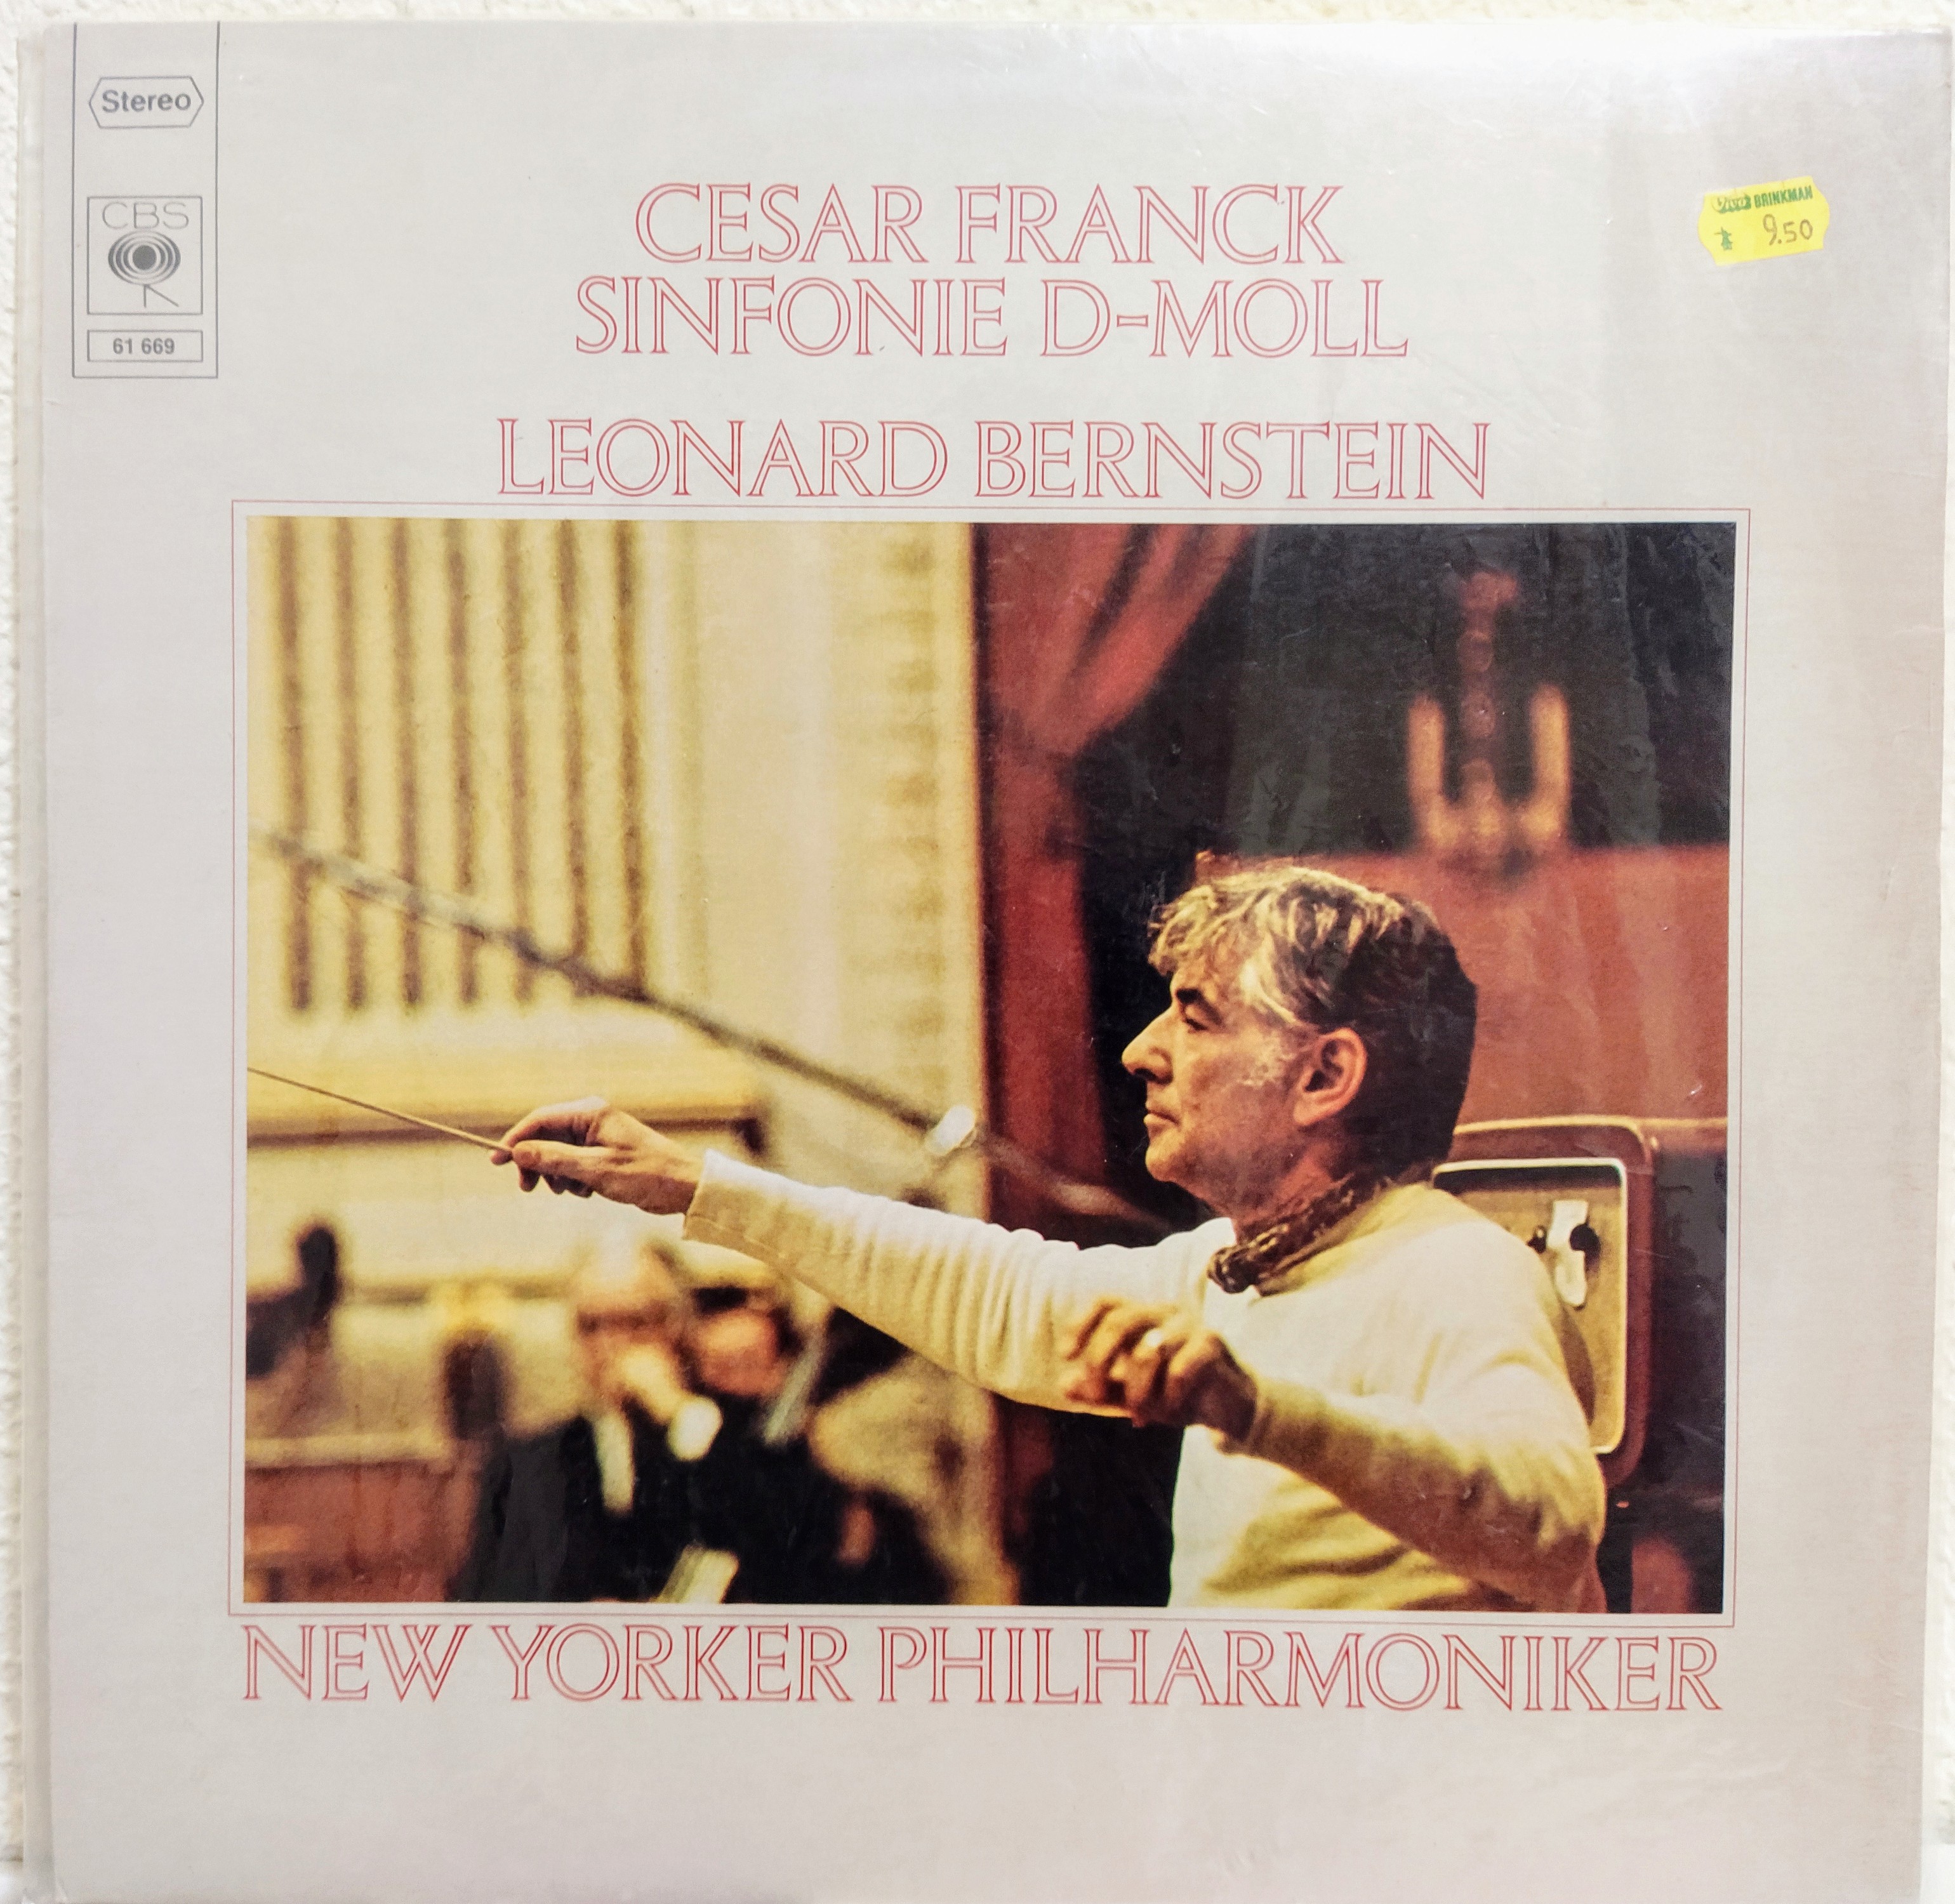 Stereo
CBS
61 669
CESAR FRANCK
SINFONIE D-MOLL
LEONARD BERNSTEIN
BRINKMAN
9.50
NEW YORKER PHILHARMONIKER